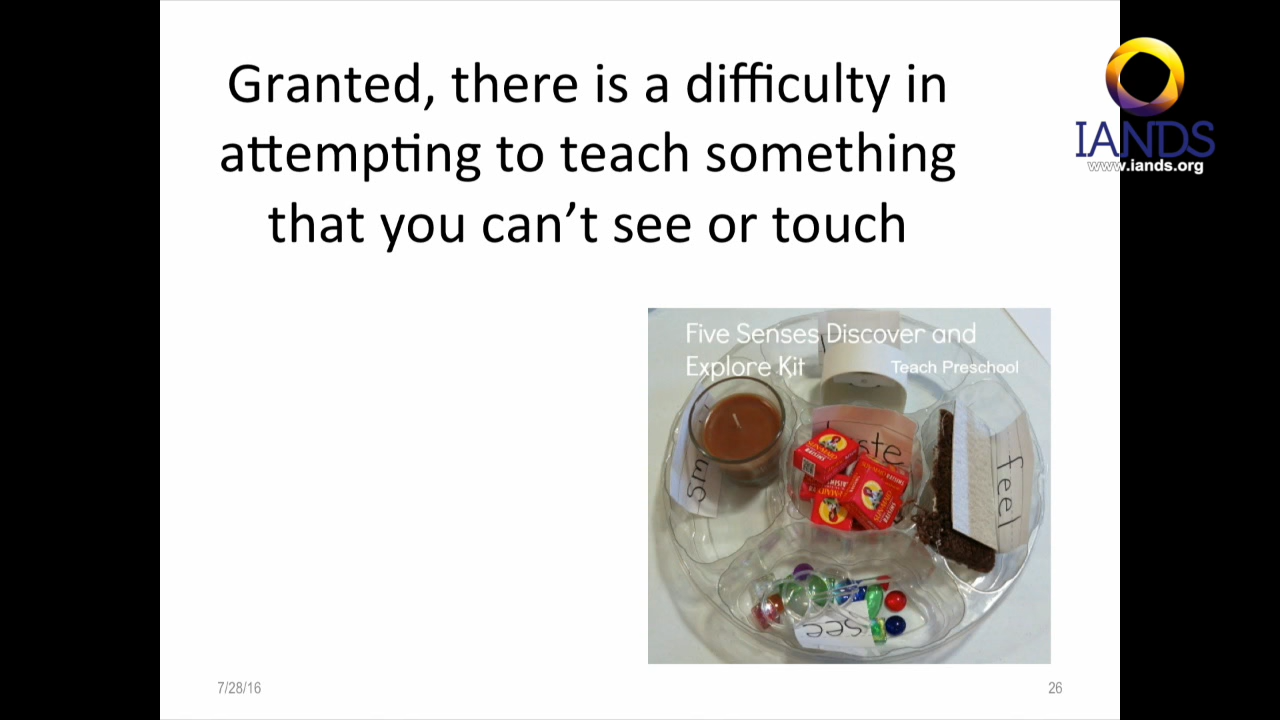 Granted, there is a difficulty in
attempting to teach something
that you can't see or touch
IANDS
www.iands.org
Five Senses Discover and
Explore Kit
Teach Preschool
feel
see
7/28/16
26